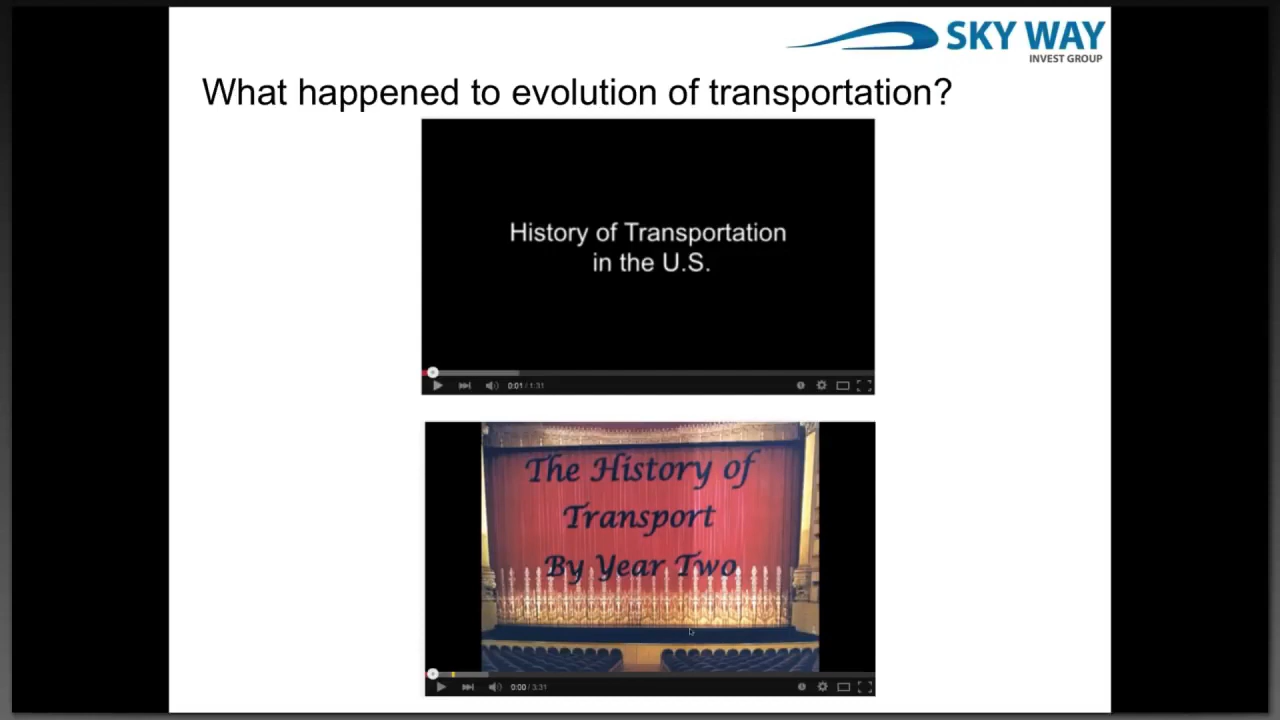 SKY WAY
INVEST GROUP
What happened to evolution of transportation?
History of Transportation
in the U.S.
0:01 / 1:31
The History of
Transport
By Year Two
0:00 / 3:31